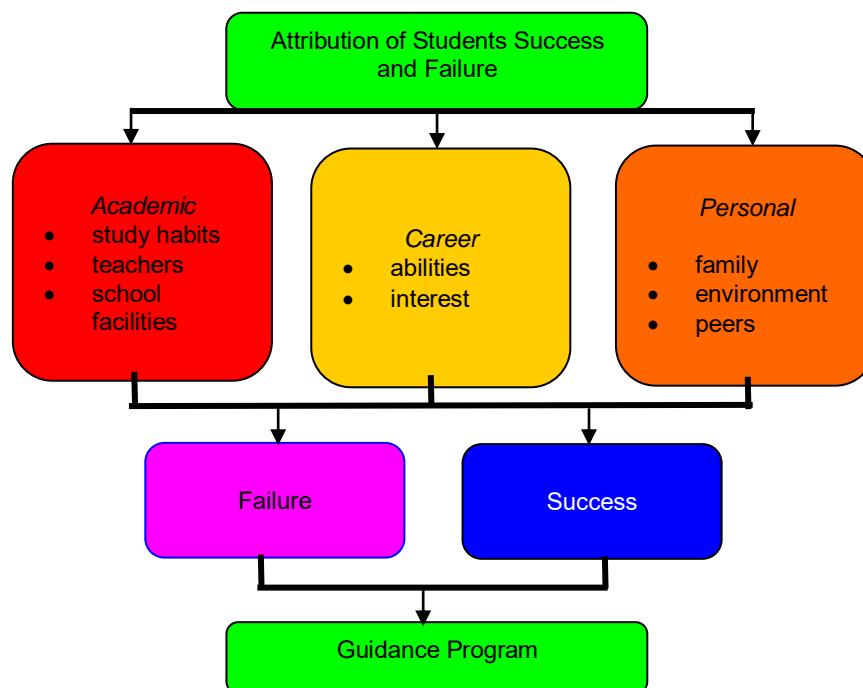 Attribution of Students Success
and Failure
Academic
• study habits
• teachers
• school
facilities
Career
• abilities
• interest
Personal
• family
• environment
• peers
Failure
Success
Guidance Program